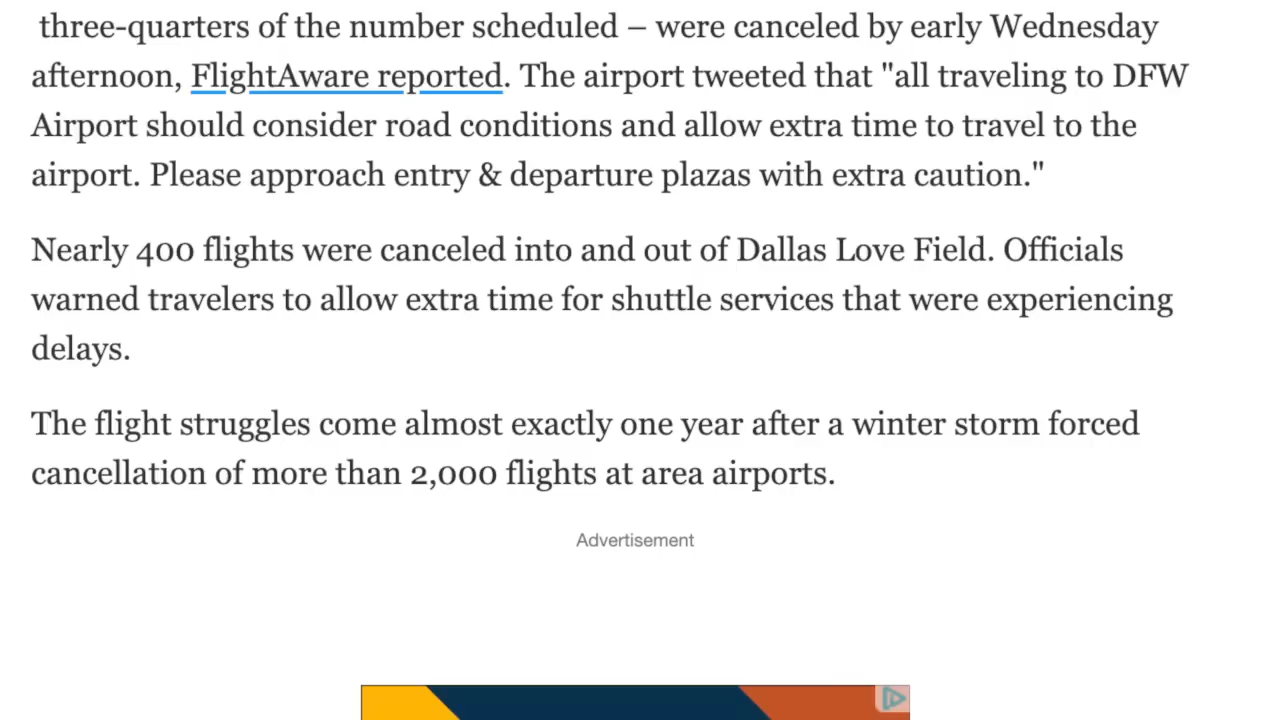 three-quarters of the number scheduled – were canceled by early Wednesday
afternoon, FlightAware reported. The airport tweeted that "all traveling to DFW
Airport should consider road conditions and allow extra time to travel to the
airport. Please approach entry & departure plazas with extra caution."
Nearly 400 flights were canceled into and out of Dallas Love Field. Officials
warned travelers to allow extra time for shuttle services that were experiencing
delays.
The flight struggles come almost exactly one year after a winter storm forced
cancellation of more than 2,000 flights at area airports.
Advertisement